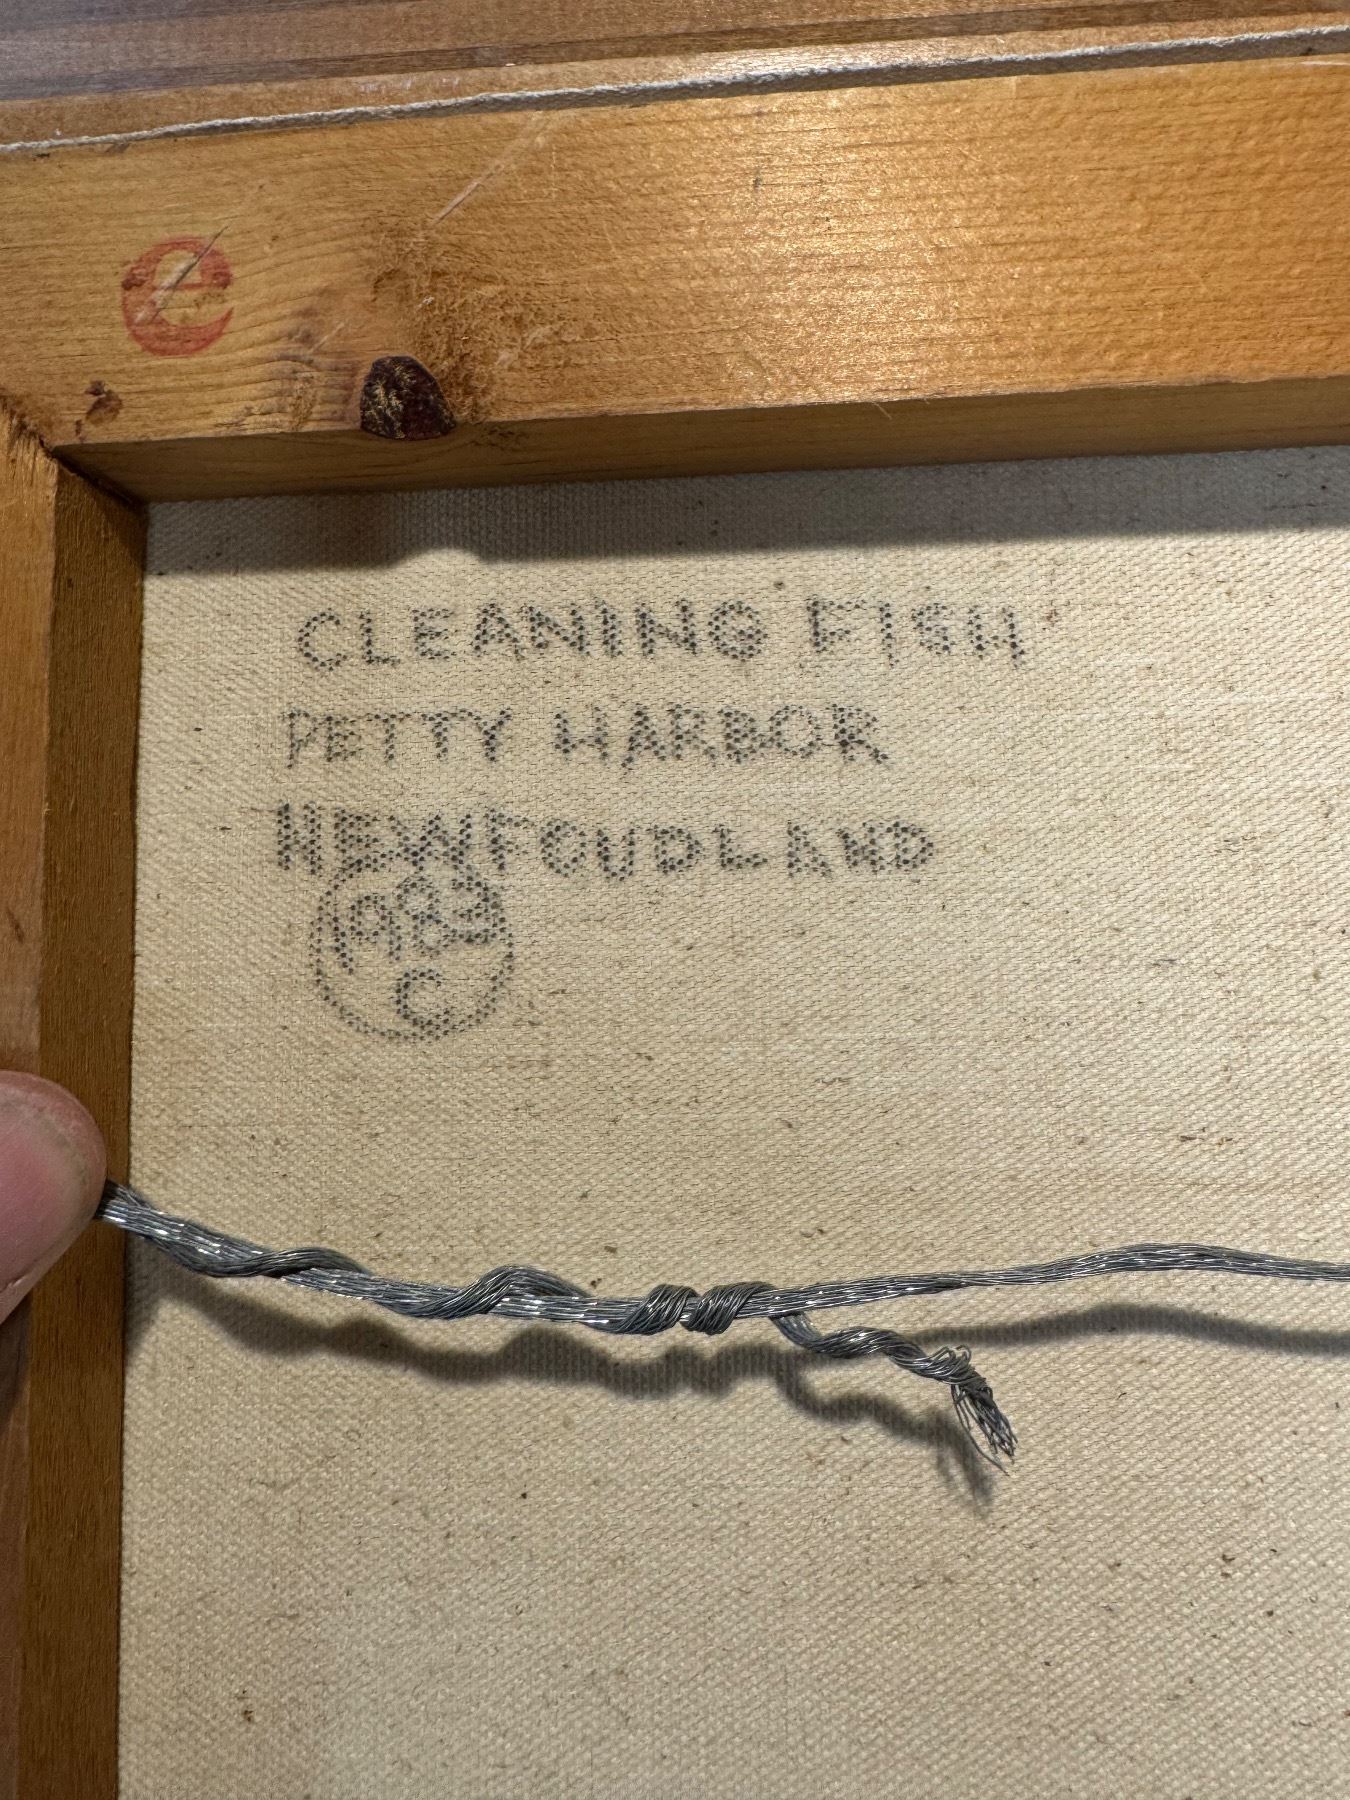 e
CLEANING FISH
PETTY HARBOR
NEWFOUDLAND
1983
C